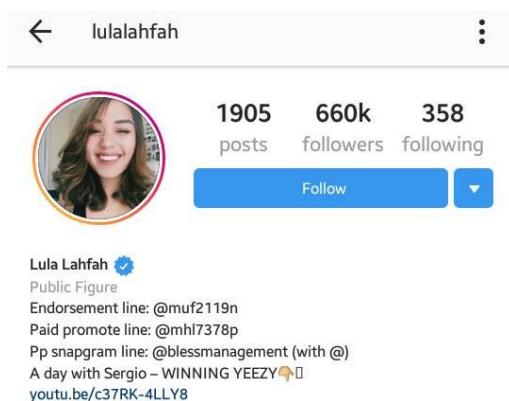 lulalahfah
1905 660k 358
posts followers following
Follow
Lula Lahfah
Public Figure
Endorsement line: @muf2119n
Paid promote line: @mhl7378p
Pp snapgram line: @blessmanagement (with @)
A day with Sergio – WINNING YEEZY👇🏼
youtu.be/c37RK-4LLY8